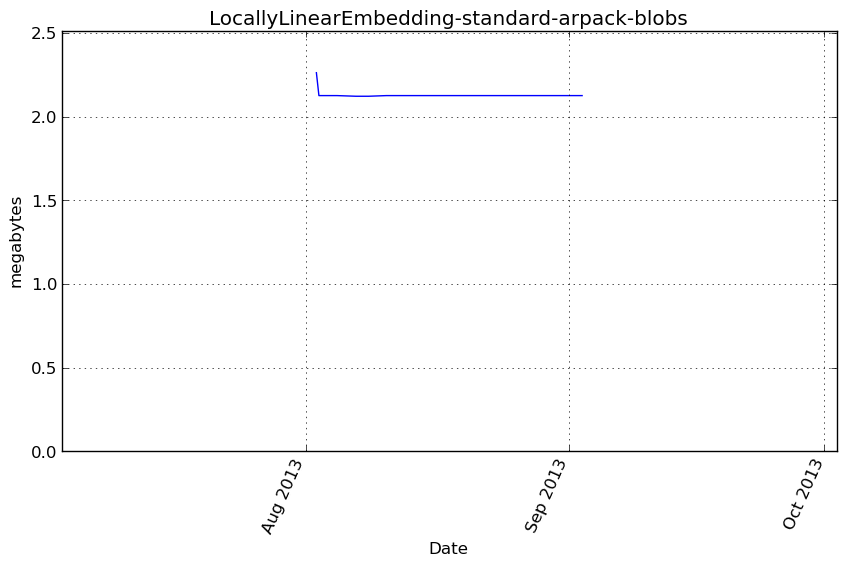 LocallyLinearEmbedding-standard-arpack-blobs
2.5
2.0
1.5
1.0
0.5
0.0
megabytes
Aug 2013
Sep 2013
Oct 2013
Date